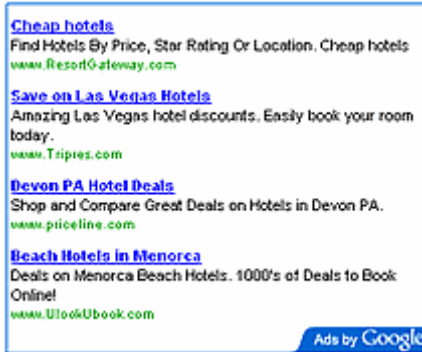 Cheap hotels
Find Hotels By Price, Star Rating Or Location. Cheap hotels
www.ResortGateway.com
Save on Las Vegas Hotels
Amazing Las Vegas hotel discounts. Easily book your room
today.
www.Tripres.com
Devon PA Hotel Deals
Shop and Compare Great Deals on Hotels in Devon PA.
www.priceline.com
Beach Hotels in Menorca
Deals on Menorca Beach Hotels. 1000's of Deals to Book
Online!
www.UlookUbook.com
Ads by Google